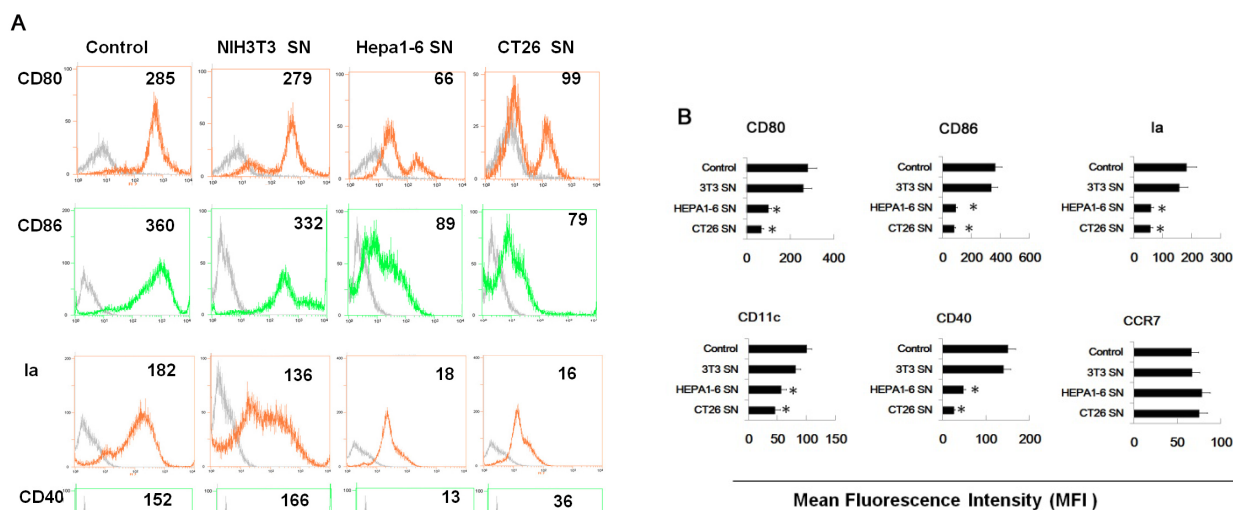 A
Control NIH3T3 SN Hepa1-6 SN CT26 SN
CD80 285 279 66 99
CD86 360 332 89 79
Ia 182 136 18 16
CD40 152 166 13 36
B
CD80 CD86 Ia
Control Control Control
3T3 SN 3T3 SN 3T3 SN
HEPA1-6 SN * HEPA1-6 SN * HEPA1-6 SN *
CT26 SN * CT26 SN * CT26 SN *
0 200 400 0 200 400 600 0 100 200 300
CD11c CD40 CCR7
Control Control Control
3T3 SN 3T3 SN 3T3 SN
HEPA1-6 SN * HEPA1-6 SN * HEPA1-6 SN
CT26 SN * CT26 SN * CT26 SN
0 50 100 150 0 100 200 0 50 100
Mean Fluorescence Intensity (MFI )